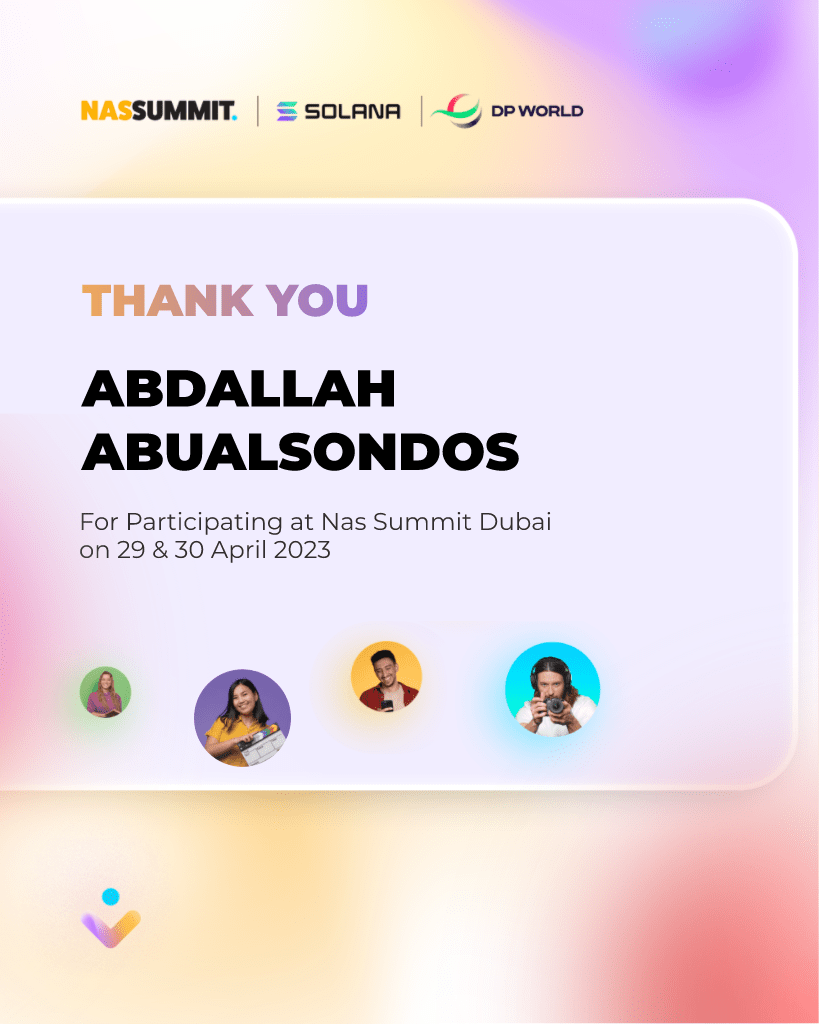 NASSUMMIT. | SOLANA | DP WORLD
THANK YOU
ABDALLAH
ABUALSONDOS
For Participating at Nas Summit Dubai
on 29 & 30 April 2023